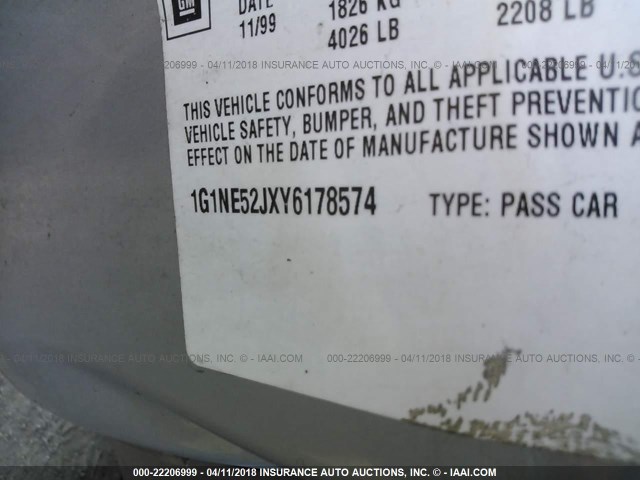 GM
DATE 1826 KG 2208 LB
11/99 4026 LB
THIS VEHICLE CONFORMS TO ALL APPLICABLE U.S
VEHICLE SAFETY, BUMPER, AND THEFT PREVENTIO
EFFECT ON THE DATE OF MANUFACTURE SHOWN A
1G1NE52JXY6178574 TYPE: PASS CAR
000-22206999 - 04/11/2018 INSURANCE AUTO AUCTIONS, INC. - IAAI.COM